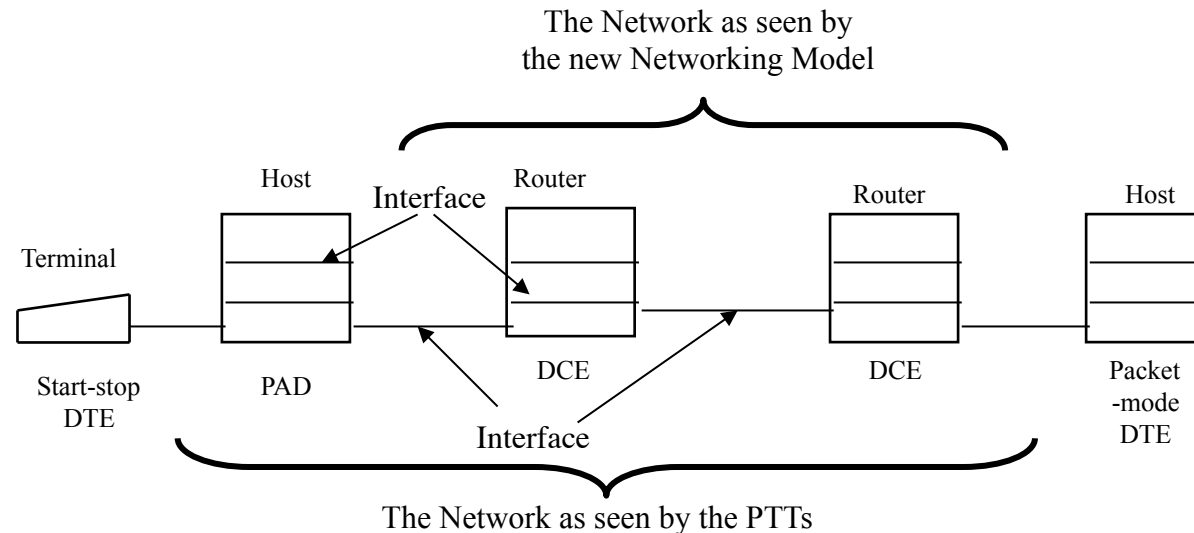 The Network as seen by
the new Networking Model
Host
Interface
Router
Router
Host
Terminal
DCE
DCE
Start-stop
DTE
PAD
Packet
-mode
DTE
Interface
The Network as seen by the PTTs